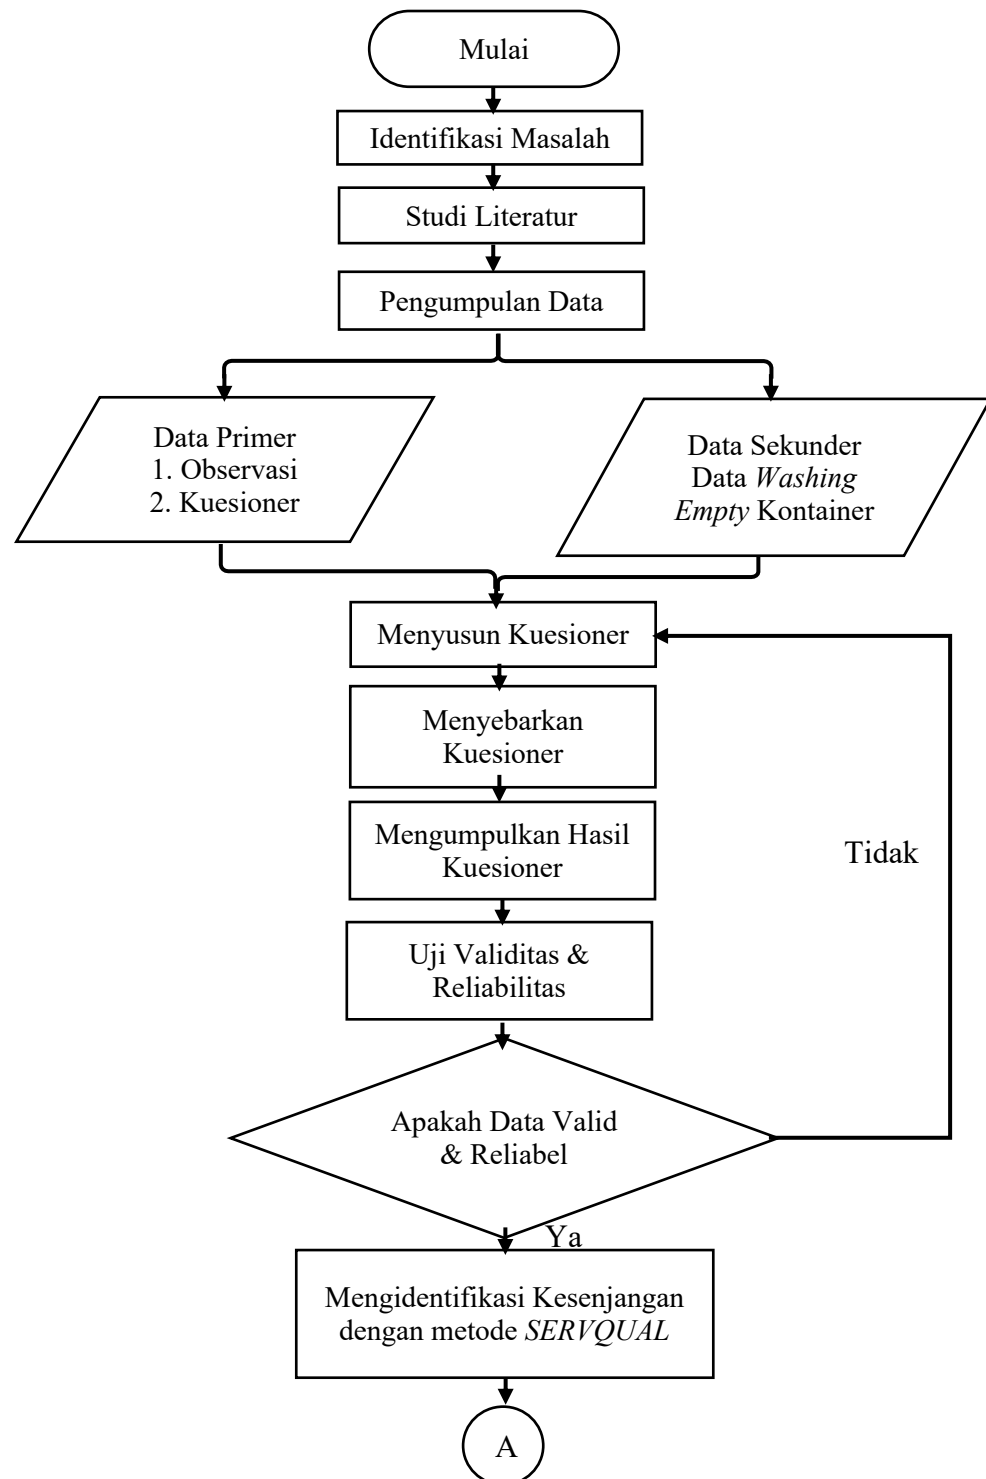 Mulai
Identifikasi Masalah
Studi Literatur
Pengumpulan Data
Data Primer
1. Observasi
2. Kuesioner
Data Sekunder
Data Washing
Empty Kontainer
Menyusun Kuesioner
Menyebarkan
Kuesioner
Mengumpulkan Hasil
Kuesioner
Tidak
Uji Validitas &
Reliabilitas
Apakah Data Valid
& Reliabel
Ya
Mengidentifikasi Kesenjangan
dengan metode SERVQUAL
A